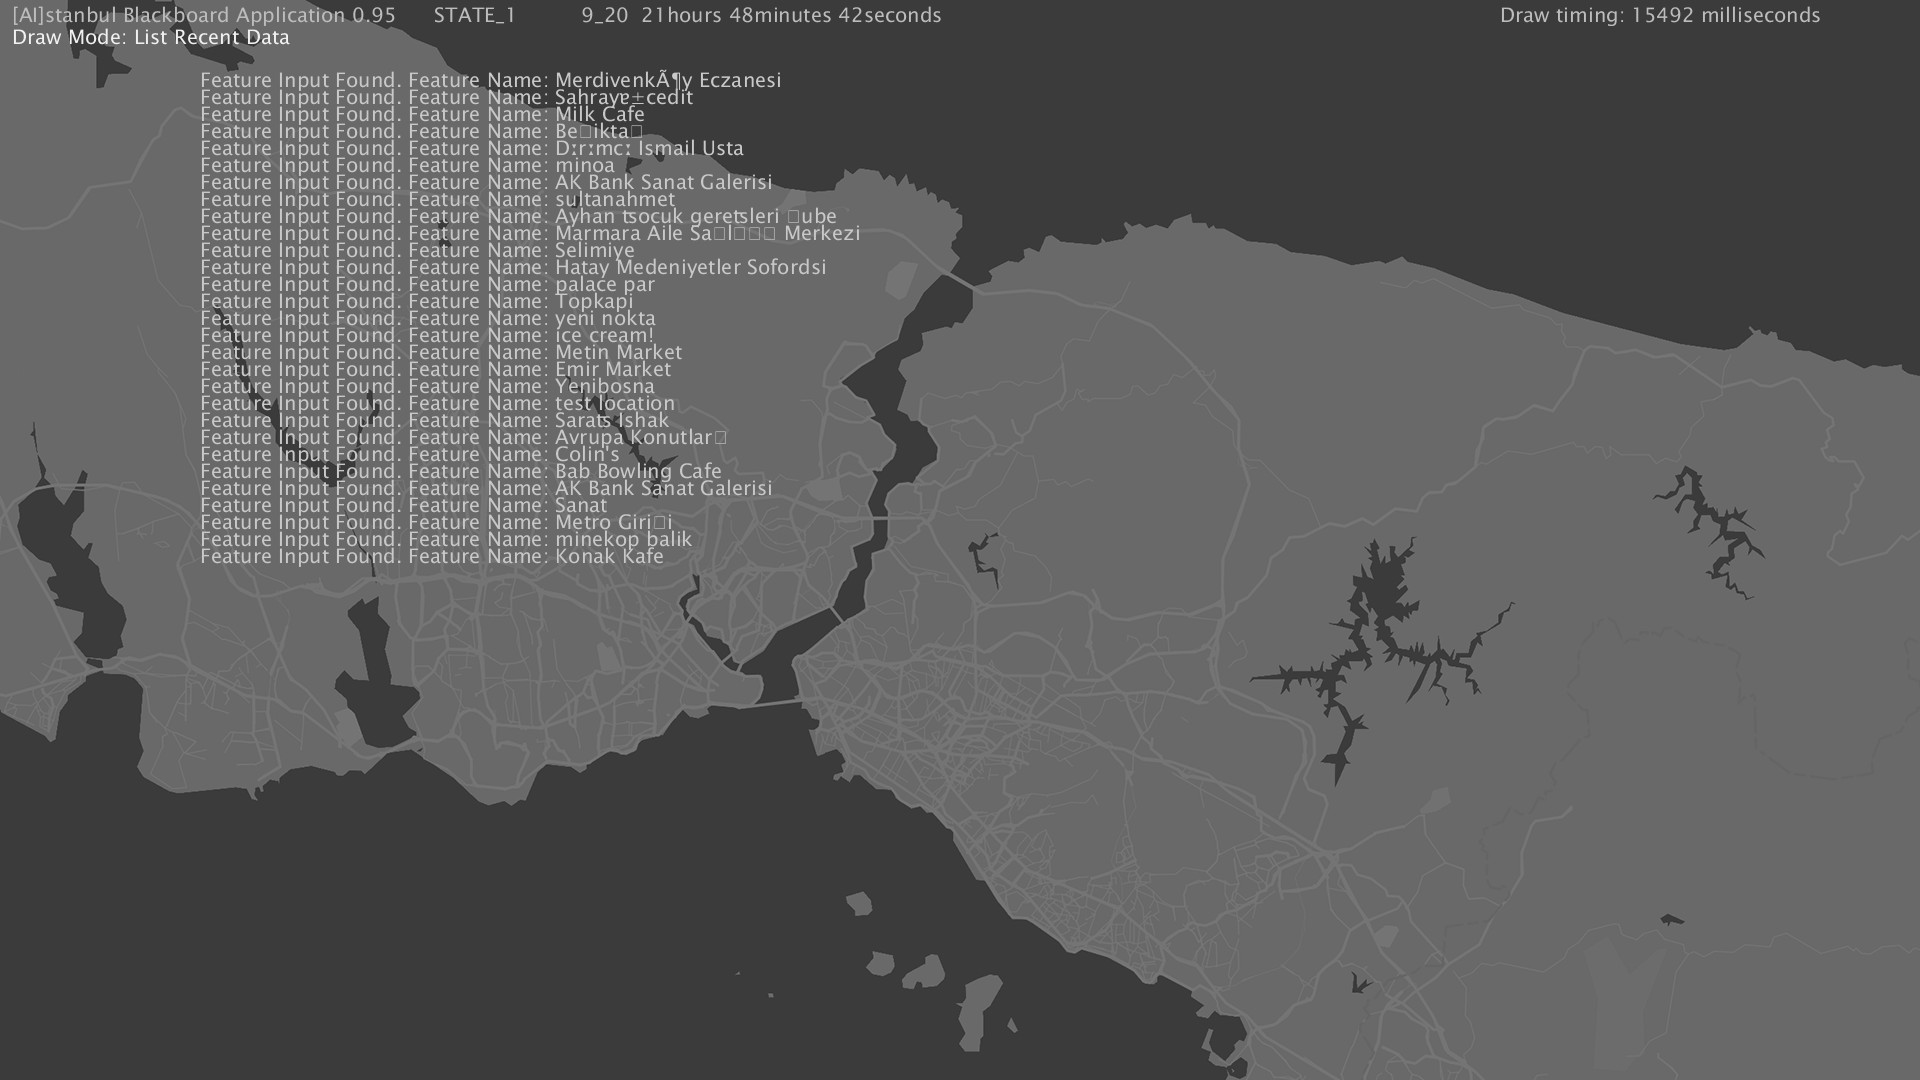 [AI]stanbul Blackboard Application 0.95 STATE_1 9_20 21hours 48minutes 42seconds Draw timing: 15492 milliseconds
Draw Mode: List Recent Data
Feature Input Found. Feature Name: MerdivenkÃ¶y Eczanesi
Feature Input Found. Feature Name: Sahrayɐ±cedit
Feature Input Found. Feature Name: Milk Cafe
Feature Input Found. Feature Name: Be□ikta□
Feature Input Found. Feature Name: Dːrːmcː Ismail Usta
Feature Input Found. Feature Name: minoa
Feature Input Found. Feature Name: AK Bank Sanat Galerisi
Feature Input Found. Feature Name: sultanahmet
Feature Input Found. Feature Name: Ayhan ʦocuk gereʦleri □ube
Feature Input Found. Feature Name: Marmara Aile Sa□l□□□ Merkezi
Feature Input Found. Feature Name: Selimiye
Feature Input Found. Feature Name: Hatay Medeniyetler Sofordsi
Feature Input Found. Feature Name: palace par
Feature Input Found. Feature Name: Topkapi
Feature Input Found. Feature Name: yeni nokta
Feature Input Found. Feature Name: ice cream!
Feature Input Found. Feature Name: Metin Market
Feature Input Found. Feature Name: Emir Market
Feature Input Found. Feature Name: Yenibosna
Feature Input Found. Feature Name: test location
Feature Input Found. Feature Name: Saraʦ Ishak
Feature Input Found. Feature Name: Avrupa Konutlar□
Feature Input Found. Feature Name: Colin's
Feature Input Found. Feature Name: Bab Bowling Cafe
Feature Input Found. Feature Name: AK Bank Sanat Galerisi
Feature Input Found. Feature Name: Sanat
Feature Input Found. Feature Name: Metro Giri□i
Feature Input Found. Feature Name: minekop balik
Feature Input Found. Feature Name: Konak Kafe